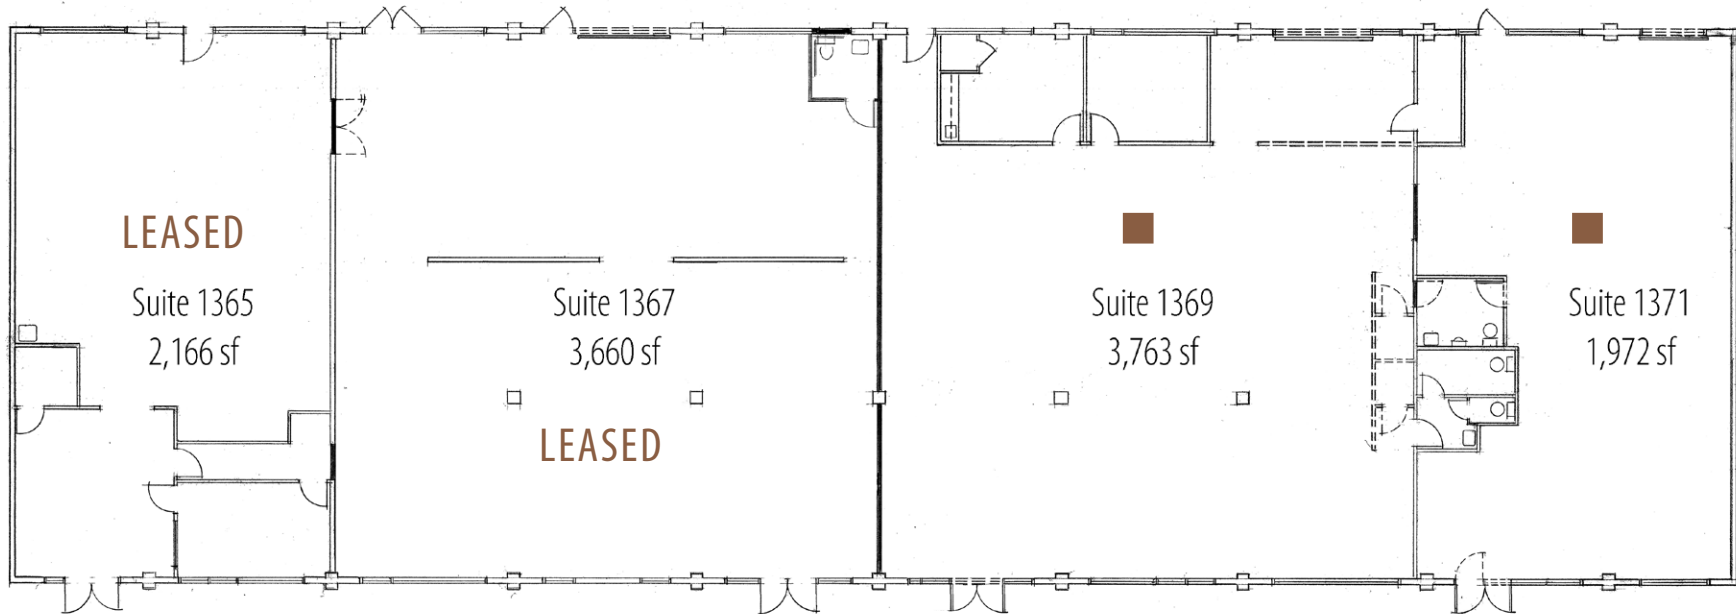 LEASED
Suite 1365
2,166 sf
Suite 1367
3,660 sf
LEASED
Suite 1369
3,763 sf
Suite 1371
1,972 sf